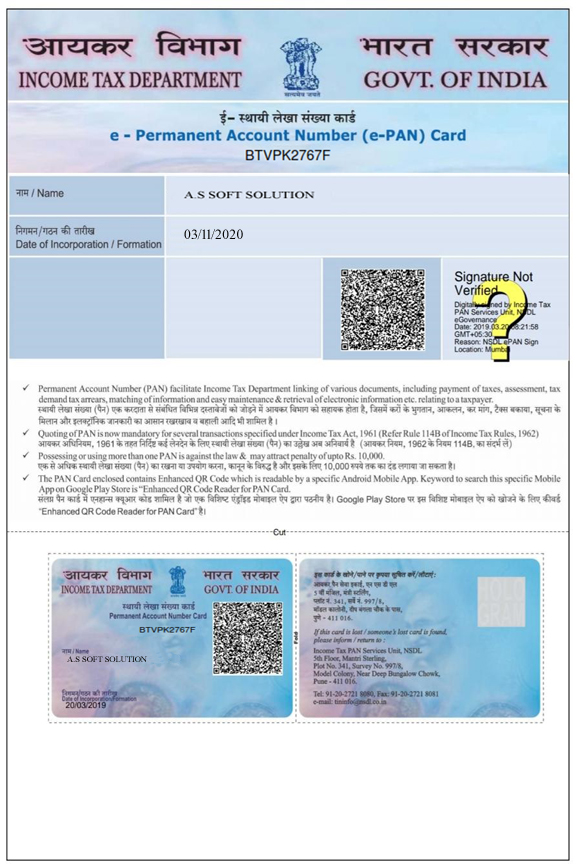 आयकर विभाग
भारत सरकार
INCOME TAX DEPARTMENT
GOVT. OF INDIA
सत्यमेव जयते
ई- स्थायी लेखा संख्या कार्ड
e - Permanent Account Number (e-PAN) Card
BTVPK2767F
नाम / Name
A.S SOFT SOLUTION
निगमन/गठन की तारीख
Date of Incorporation / Formation
03/11/2020
Signature Not
Verified
Digitally signed by Income Tax
PAN Services Unit, NSDL
eGovernance
Date: 2019.03.20 08:21:58
GMT+05:30
Reason: NSDL ePAN Sign
Location: Mumbai
?
✓ Permanent Account Number (PAN) facilitate Income Tax Department linking of various documents, including payment of taxes, assessment, tax
demand tax arrears, matching of information and easy maintenance & retrieval of electronic information etc. relating to a taxpayer.
स्थायी लेखा संख्या (पैन) एक करदाता से संबंधित विभिन्न दस्तावेजों को जोड़ने में आयकर विभाग को सहायक होता है, जिसमें करों के भुगतान, आकलन, कर मांग, टैक्स बकाया, सूचना के
मिलान और इलक्ट्रॉनिक जानकारी का आसान रखरखाव व बहाली आदि भी शामिल है ।
✓ Quoting of PAN is now mandatory for several transactions specified under Income Tax Act, 1961 (Refer Rule 114B of Income Tax Rules, 1962)
आयकर अधिनियम, 1961 के तहत निर्दिष्ट कई लेनदेन के लिए स्थायी लेखा संख्या (पैन) का उल्लेख अब अनिवार्य है (आयकर नियम, 1962 के नियम 114B, का संदर्भ लें)
✓ Possessing or using more than one PAN is against the law & may attract penalty of upto Rs. 10,000.
एक से अधिक स्थायी लेखा संख्या (पैन) का रखना या उपयोग करना, कानून के विरुद्ध है और इसके लिए 10,000 रुपये तक का दंड लगाया जा सकता है।
✓ The PAN Card enclosed contains Enhanced QR Code which is readable by a specific Android Mobile App. Keyword to search this specific Mobile
App on Google Play Store is "Enhanced QR Code Reader for PAN Card.
संलग्न पैन कार्ड में एनहान्स क्यूआर कोड शामिल है जो एक विशिष्ट एंड्रॉइड मोबाइल ऐप द्वारा पठनीय है। Google Play Store पर इस विशिष्ट मोबाइल ऐप को खोजने के लिए कीवर्ड
"Enhanced QR Code Reader for PAN Card" है।
Cut
आयकर विभाग
भारत सरकार
INCOME TAX DEPARTMENT
GOVT. OF INDIA
स्थायी लेखा संख्या कार्ड
Permanent Account Number Card
BTVPK2767F
नाम / Name
A.S SOFT SOLUTION
निगमन/गठन की तारीख
Date of Incorporation/Formation
20/03/2019
Fold
इस कार्ड के खोने/पाने पर कृपया सूचित करें/लौटाएं:
आयकर पैन सेवा इकाई, एन एस डी एल
5 वीं मंजिल, मंत्री स्टर्लिंग,
प्लॉट नं. 341, सर्वे नं. 997/8,
मॉडल कालोनी, दीप बंगला चौक के पास,
पुणे - 411 016.
If this card is lost / someone's lost card is found,
please inform / return to :
Income Tax PAN Services Unit, NSDL
5th Floor, Mantri Sterling,
Plot No. 341, Survey No. 997/8,
Model Colony, Near Deep Bungalow Chowk,
Pune - 411 016.
Tel: 91-20-2721 8080, Fax: 91-20-2721 8081
e-mail: tininfo@nsdl.co.in